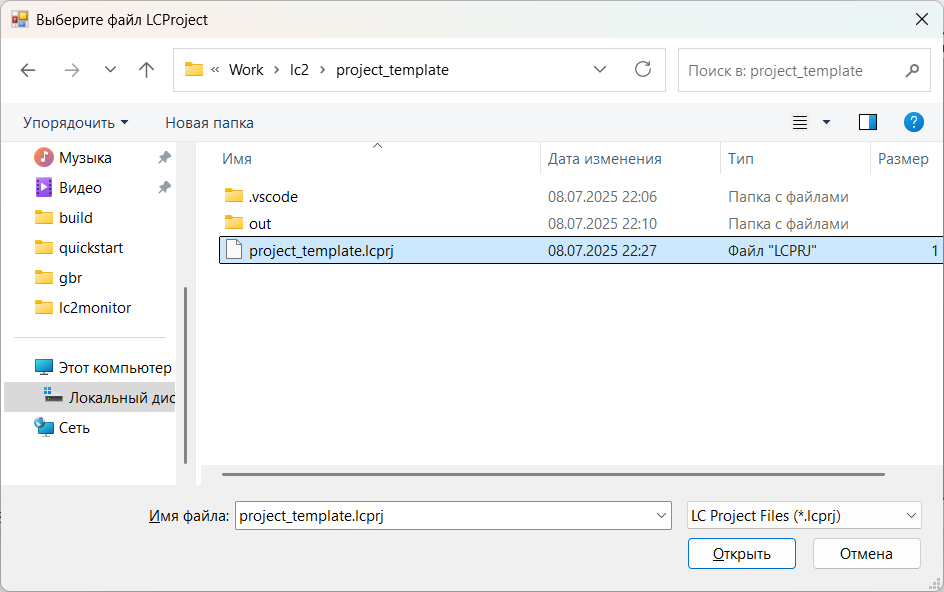 Выберите файл LCProject
« Work › lc2 › project_template
Поиск в: project_template
Упорядочить
Новая папка
?
Музыка
Видео
build
quickstart
gbr
lc2monitor
Этот компьютер
Локальный дис
Сеть
Имя Дата изменения Тип Размер
.vscode 08.07.2025 22:06 Папка с файлами
out 08.07.2025 22:10 Папка с файлами
project_template.lcprj 08.07.2025 22:27 Файл "LCPRJ" 1
Имя файла: project_template.lcprj
LC Project Files (*.lcprj)
Открыть
Отмена